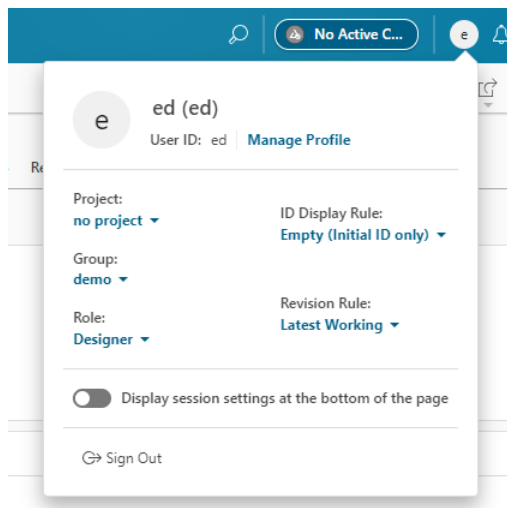 No Active C...
e
e
ed (ed)
User ID: ed
Manage Profile
Re
Project:
no project
Group:
demo
Role:
Designer
ID Display Rule:
Empty (Initial ID only)
Revision Rule:
Latest Working
Display session settings at the bottom of the page
Sign Out